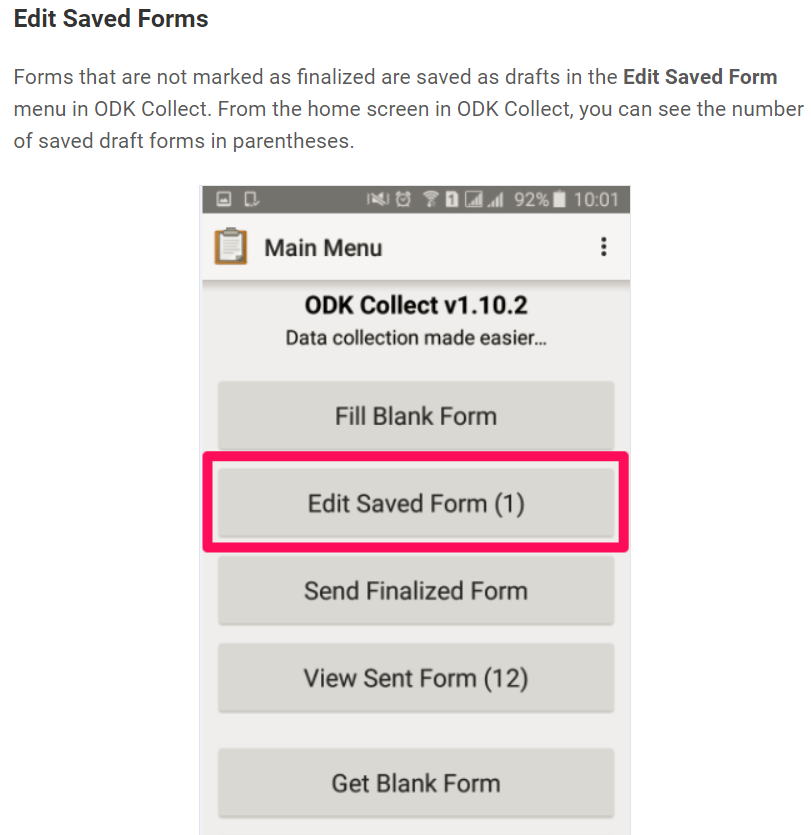 Edit Saved Forms
Forms that are not marked as finalized are saved as drafts in the Edit Saved Form
menu in ODK Collect. From the home screen in ODK Collect, you can see the number
of saved draft forms in parentheses.
1 92% 10:01
Main Menu
ODK Collect v1.10.2
Data collection made easier...
Fill Blank Form
Edit Saved Form (1)
Send Finalized Form
View Sent Form (12)
Get Blank Form